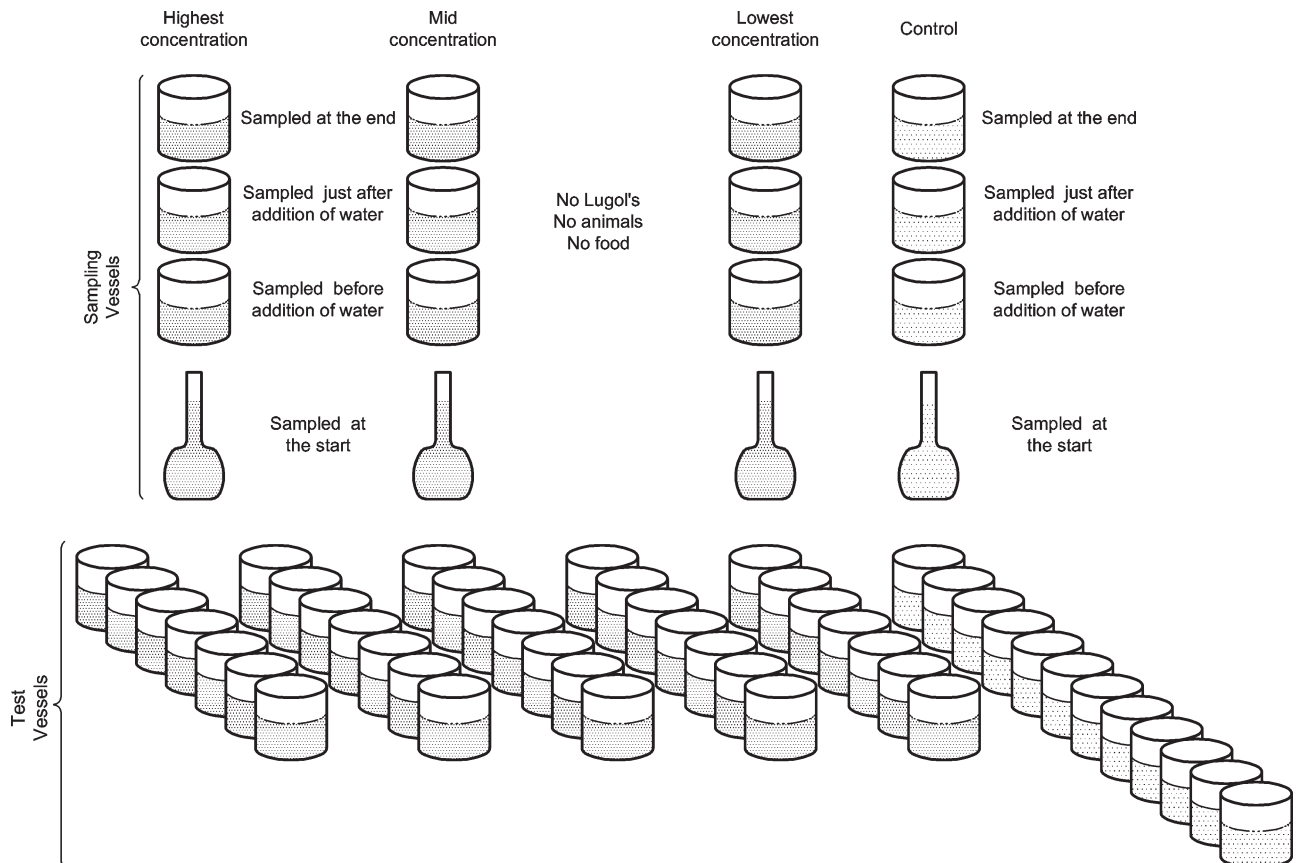 Highest
concentration
Mid
concentration
Lowest
concentration
Control
Sampled at the end
Sampled at the end
Sampled just after
addition of water
No Lugol's
No animals
No food
Sampled just after
addition of water
Sampling
Vessels
Sampled before
addition of water
Sampled before
addition of water
Sampled at
the start
Sampled at
the start
Test
Vessels